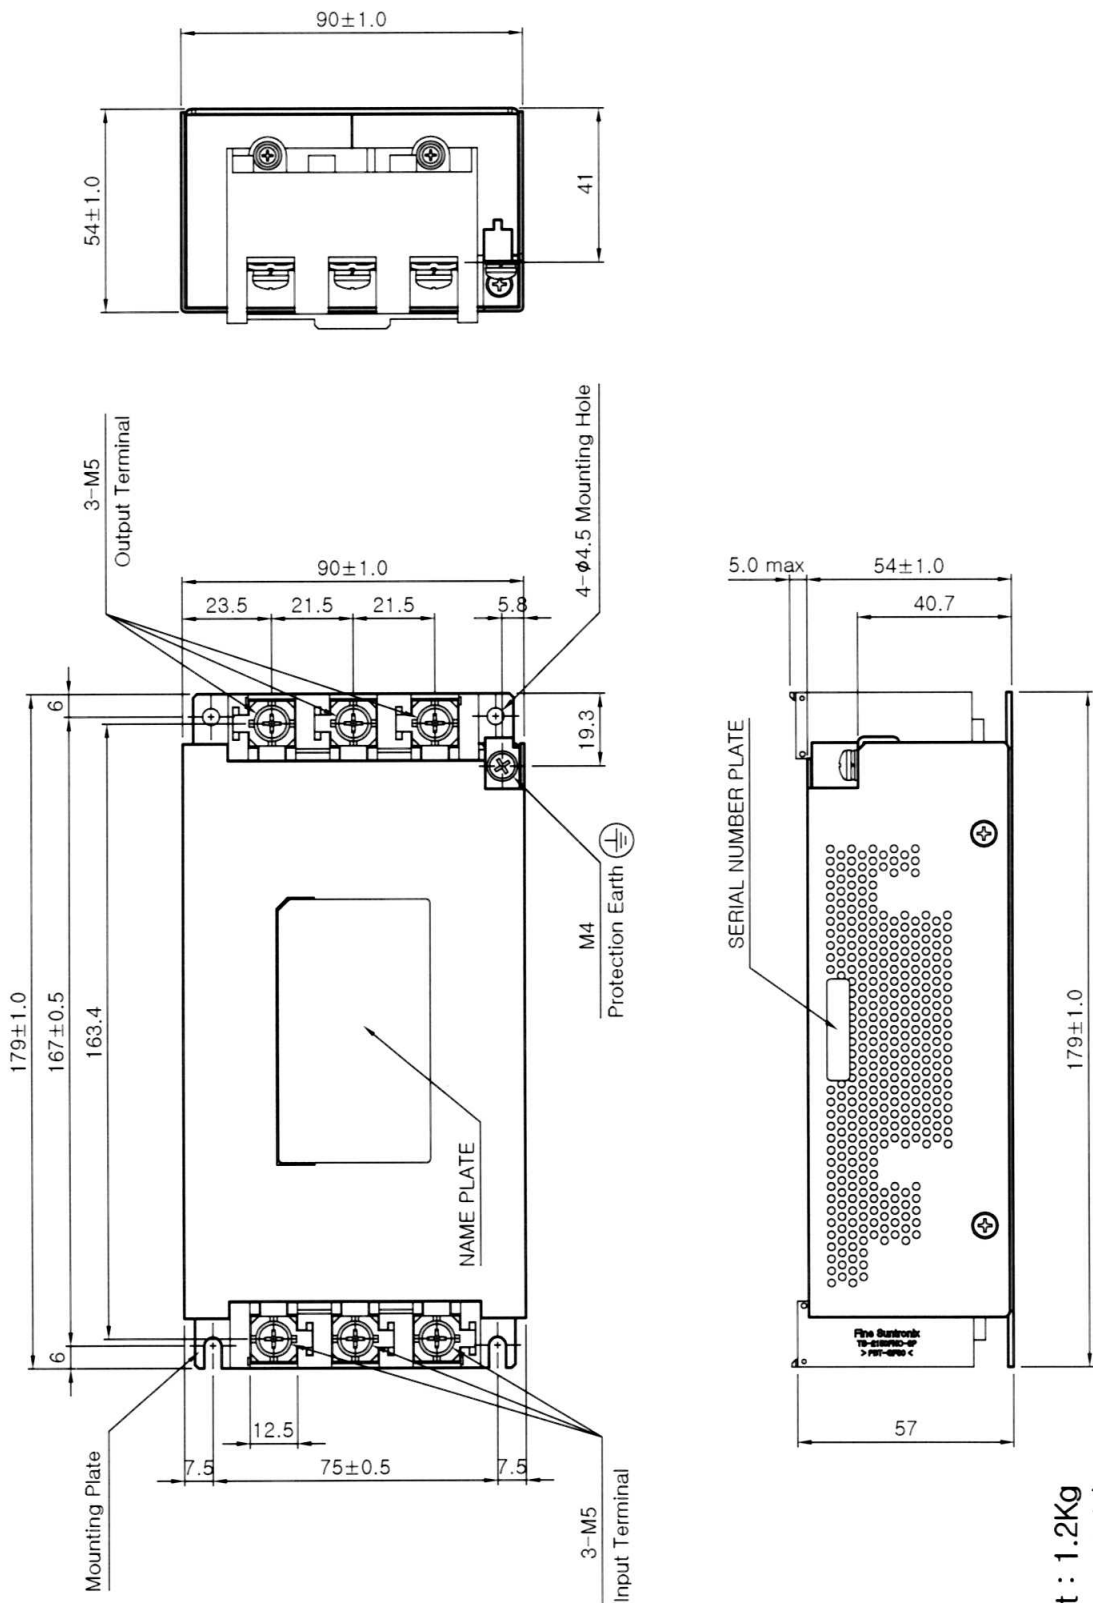 90±1.0
54±1.0
41
3-M5
Output Terminal
4-ϕ4.5 Mounting Hole
90±1.0
23.5
21.5
21.5
5.8
6
19.3
179±1.0
167±0.5
163.4
NAME PLATE
M4
Protection Earth
6
12.5
7.5
75±0.5
7.5
Mounting Plate
3-M5
Input Terminal
5.0 max
54±1.0
40.7
SERIAL NUMBER PLATE
179±1.0
Fine Suntronix
57
t : 1.2Kg